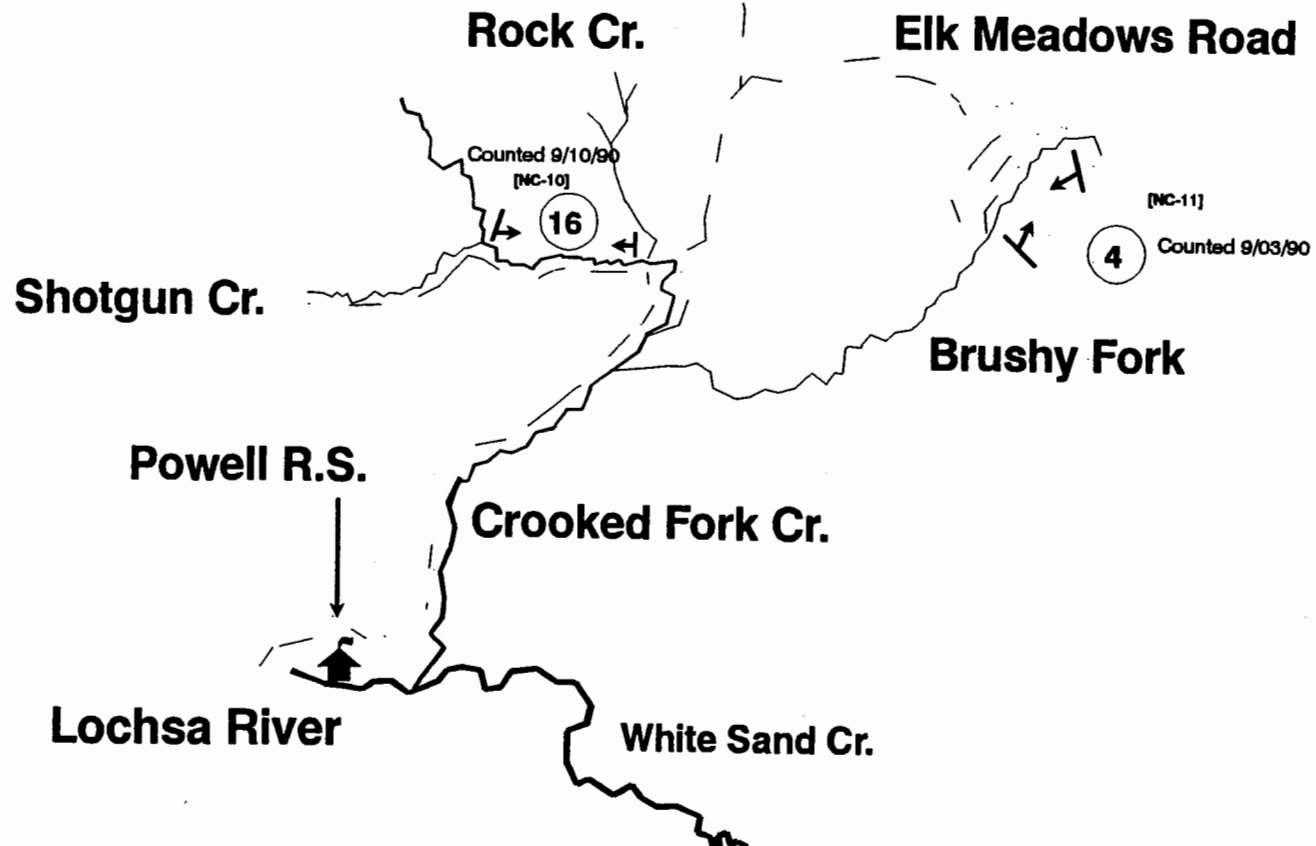 Rock Cr.
Elk Meadows Road
Counted 9/10/90
[NC-10]
16
[NC-11]
4
Counted 9/03/90
Shotgun Cr.
Brushy Fork
Powell R.S.
Crooked Fork Cr.
Lochsa River
White Sand Cr.